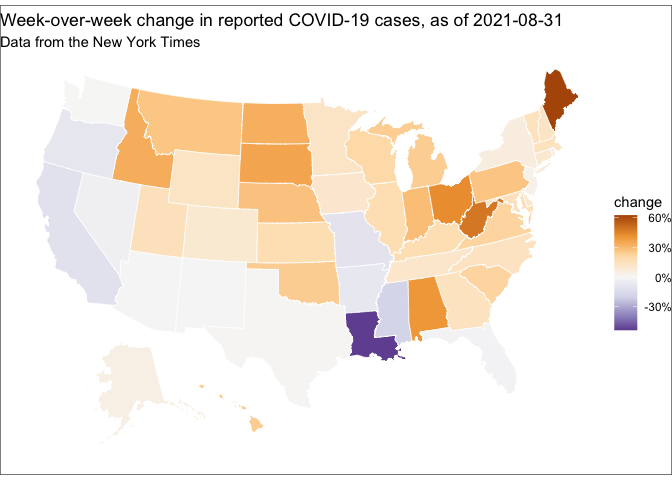 Week-over-week change in reported COVID-19 cases, as of 2021-08-31
Data from the New York Times
change
60%
30%
0%
-30%